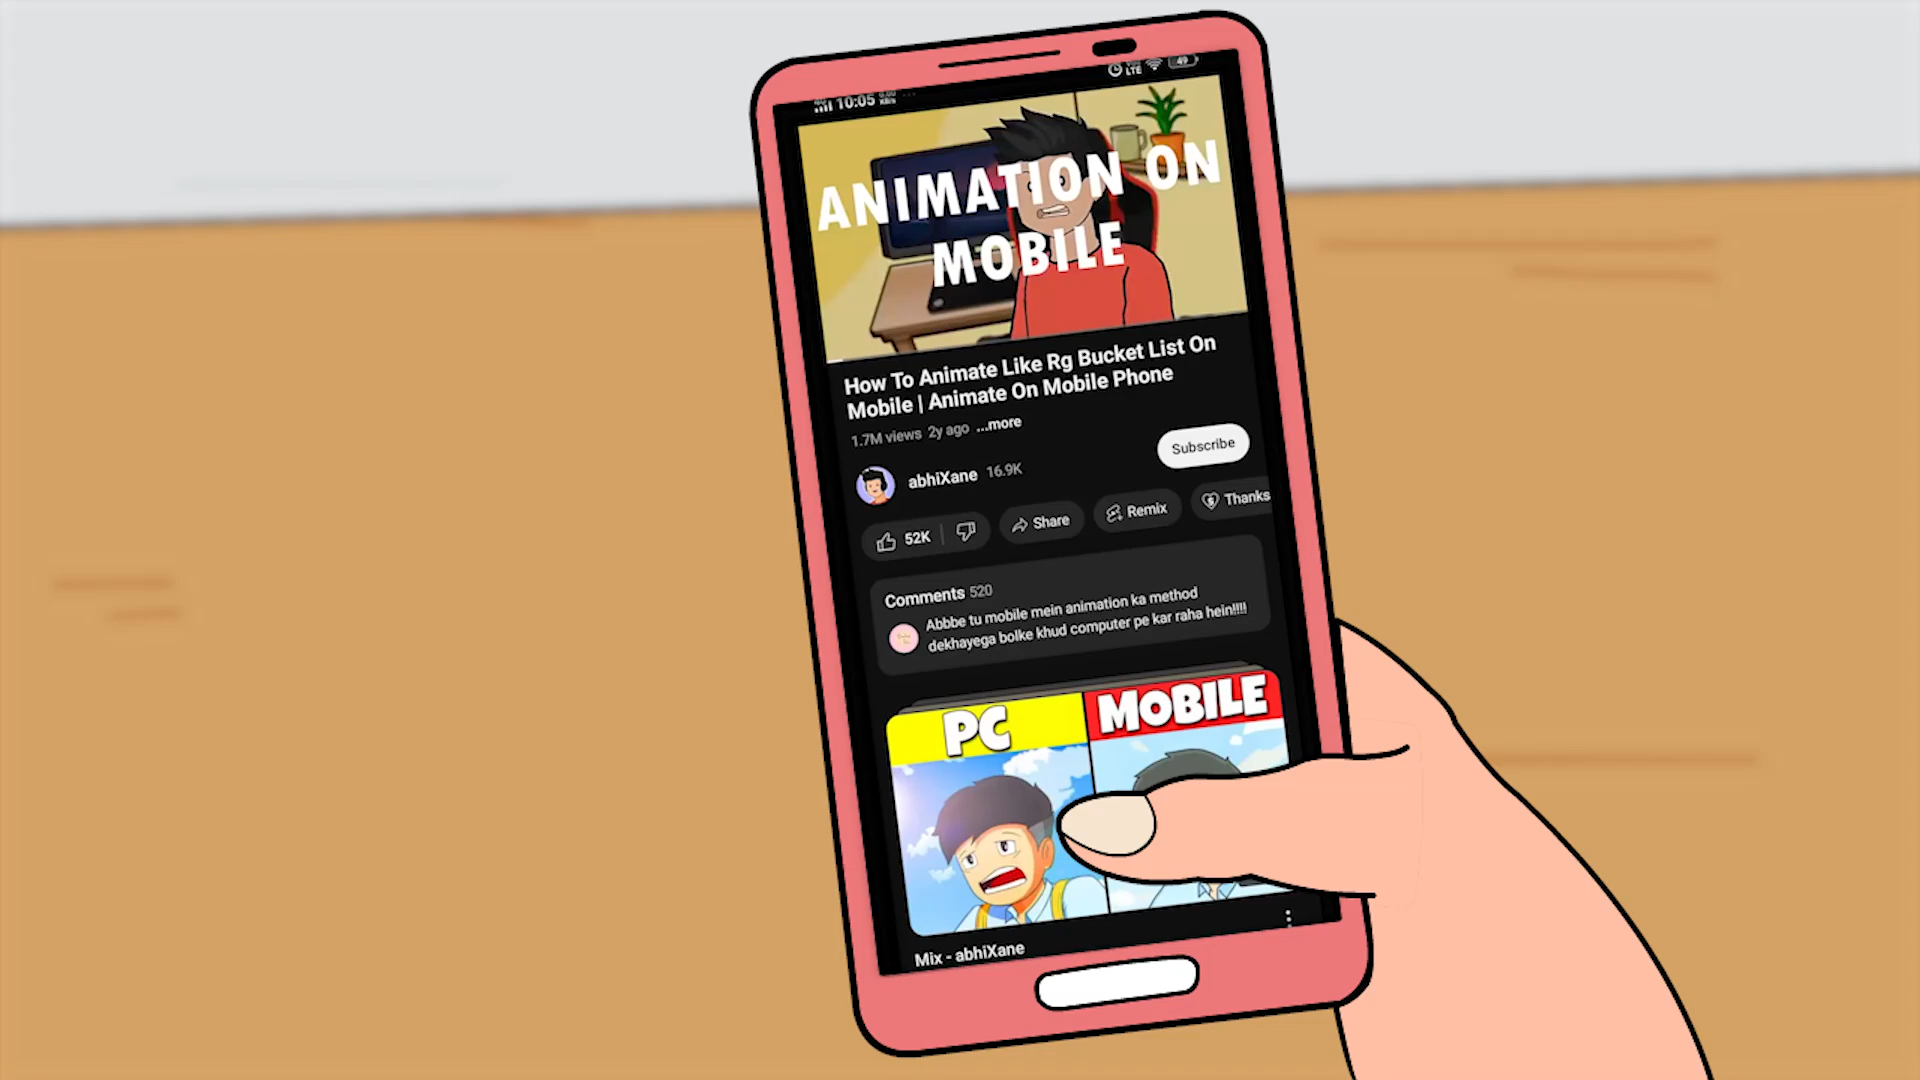 10:05
LTE
49
ANIMATION ON
MOBILE
How To Animate Like Rg Bucket List On
Mobile | Animate On Mobile Phone
1.7M views 2y ago ...more
abhiXane 16.9K
Subscribe
52K
Share
Remix
Thanks
Comments 520
Abbbe tu mobile mein animation ka method
dekhayega bolke khud computer pe kar raha hein!!!!
PC
MOBILE
Mix - abhiXane